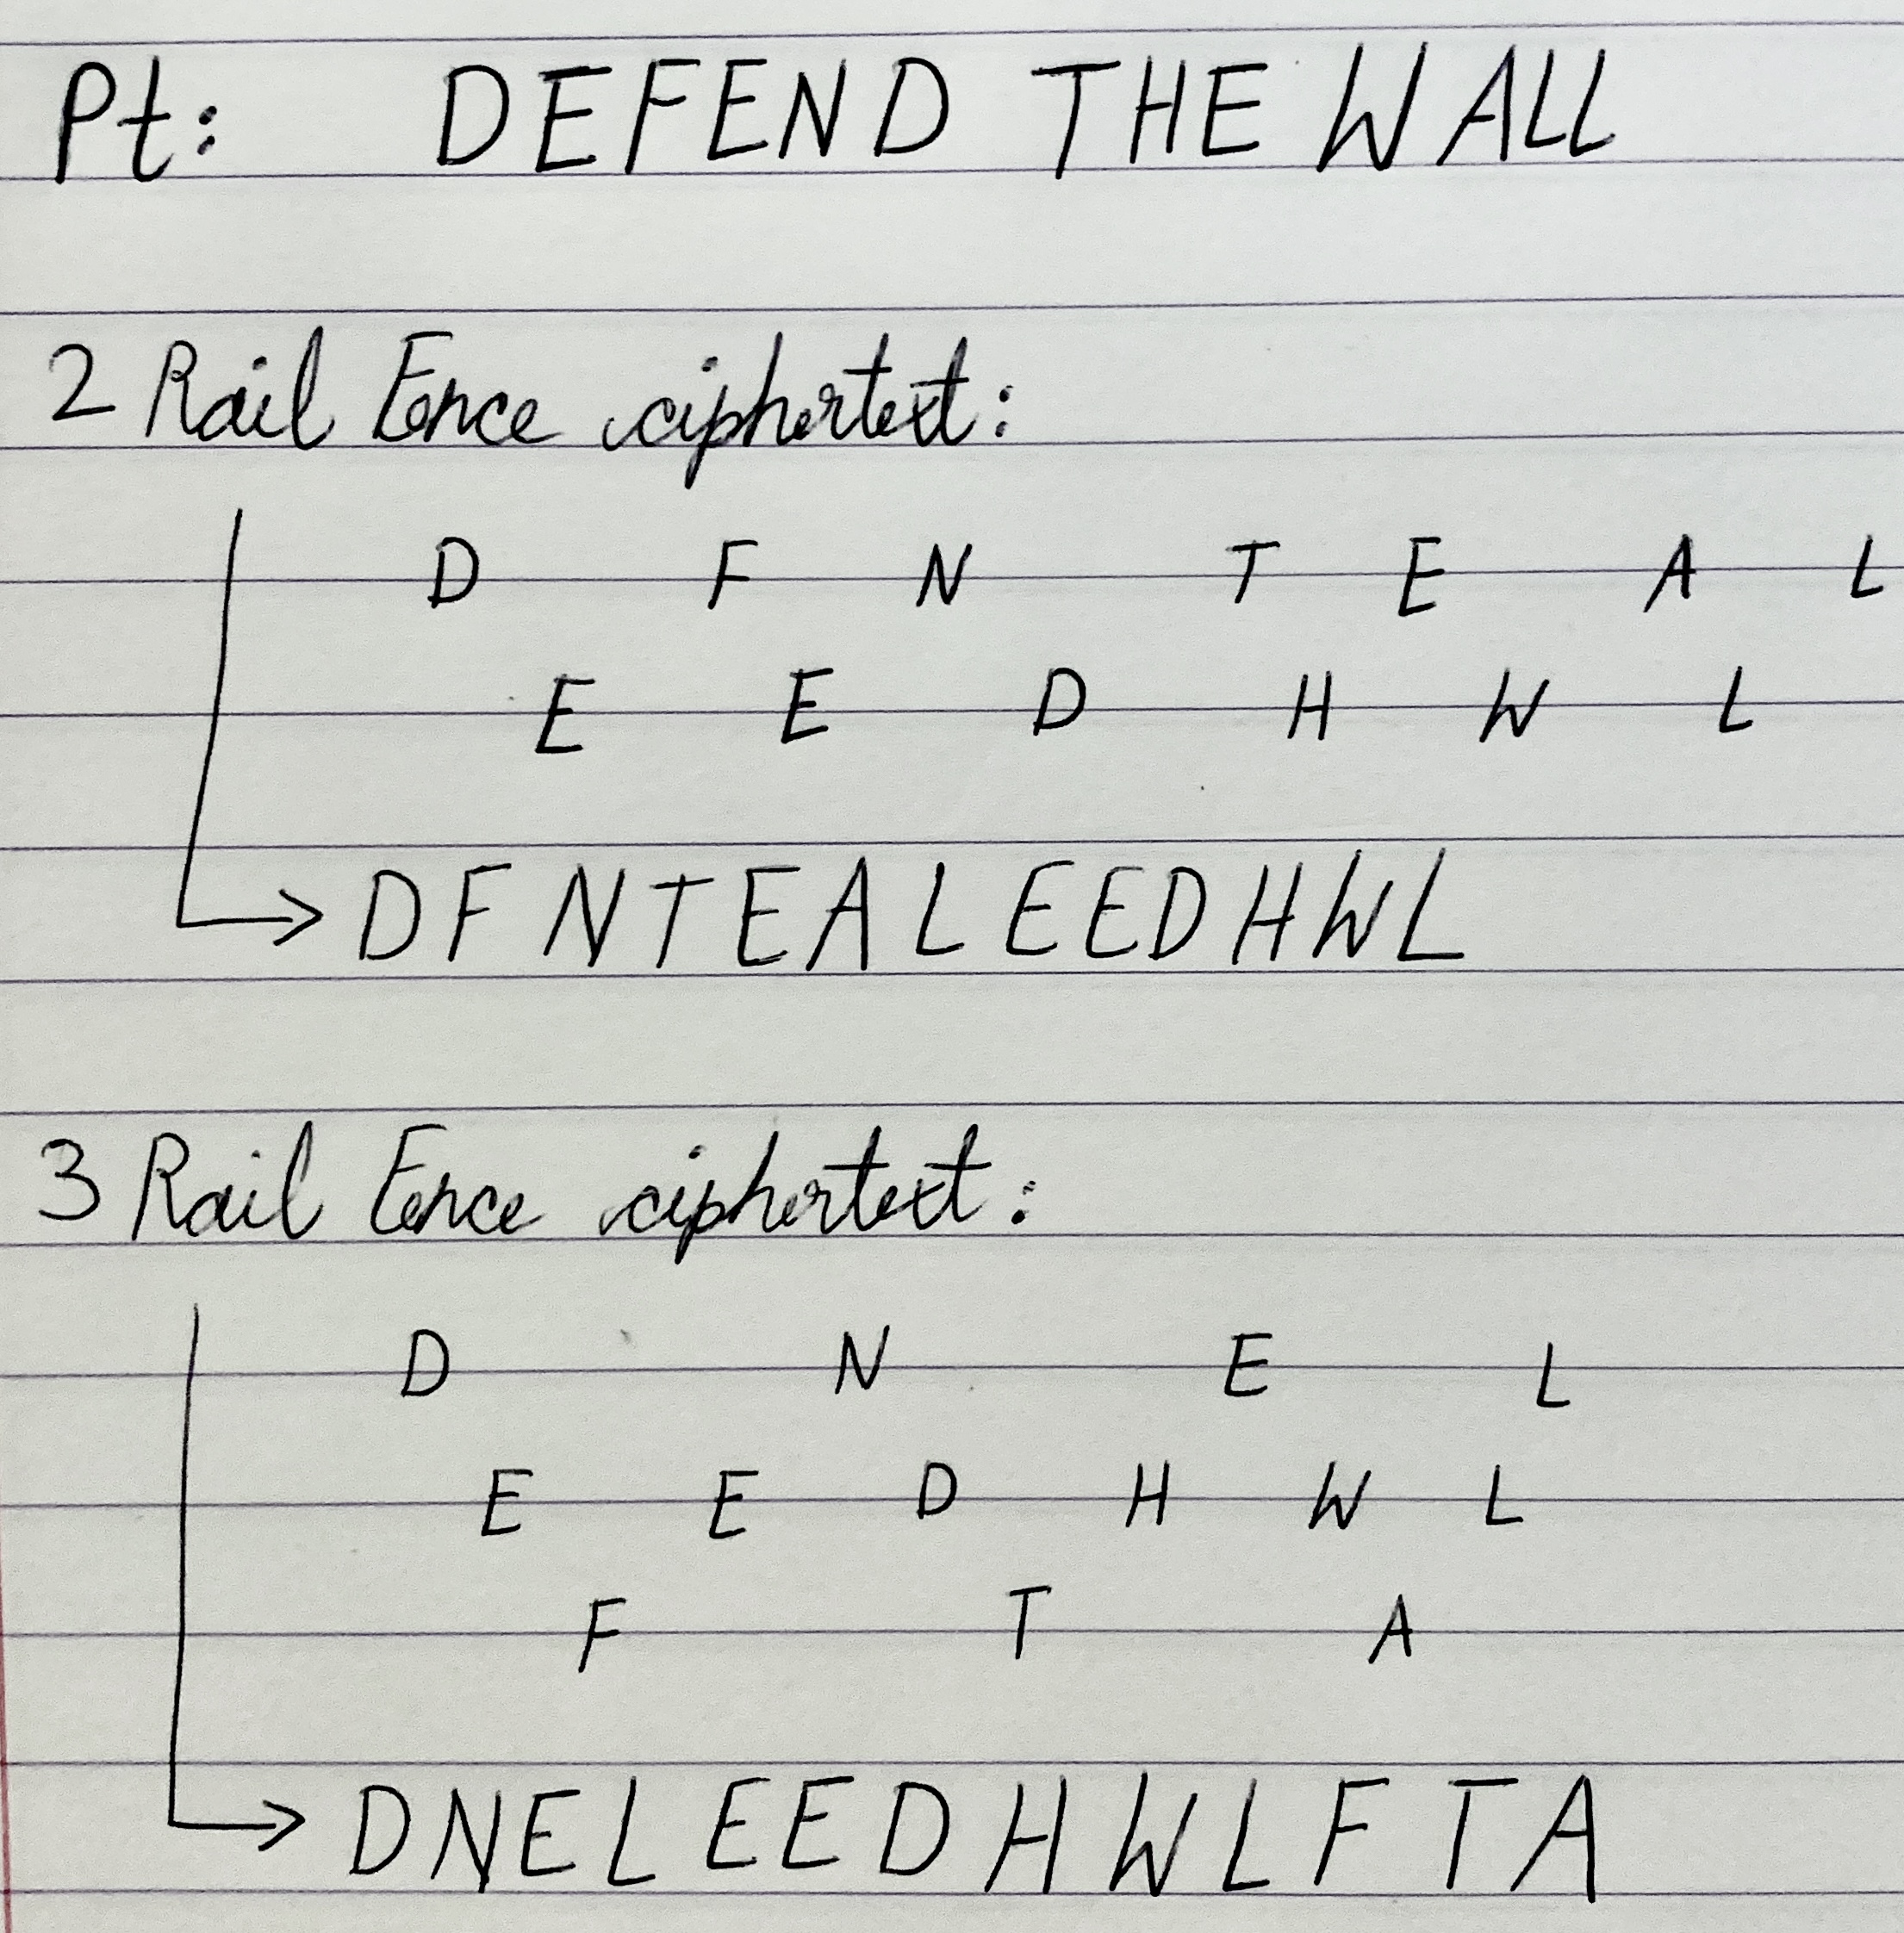 Pt: DEFEND THE WALL
2 Rail Fence ciphertext:
D F N T E A L
E E D H W L
DFNTEALEEDHWL
3 Rail Fence ciphertext:
D N E L
E E D H W L
F T A
DNELEEDHWLFTA